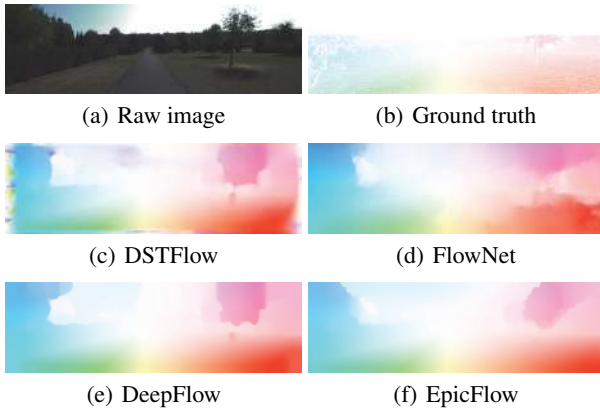 (a) Raw image
(b) Ground truth
(c) DSTFlow
(d) FlowNet
(e) DeepFlow
(f) EpicFlow